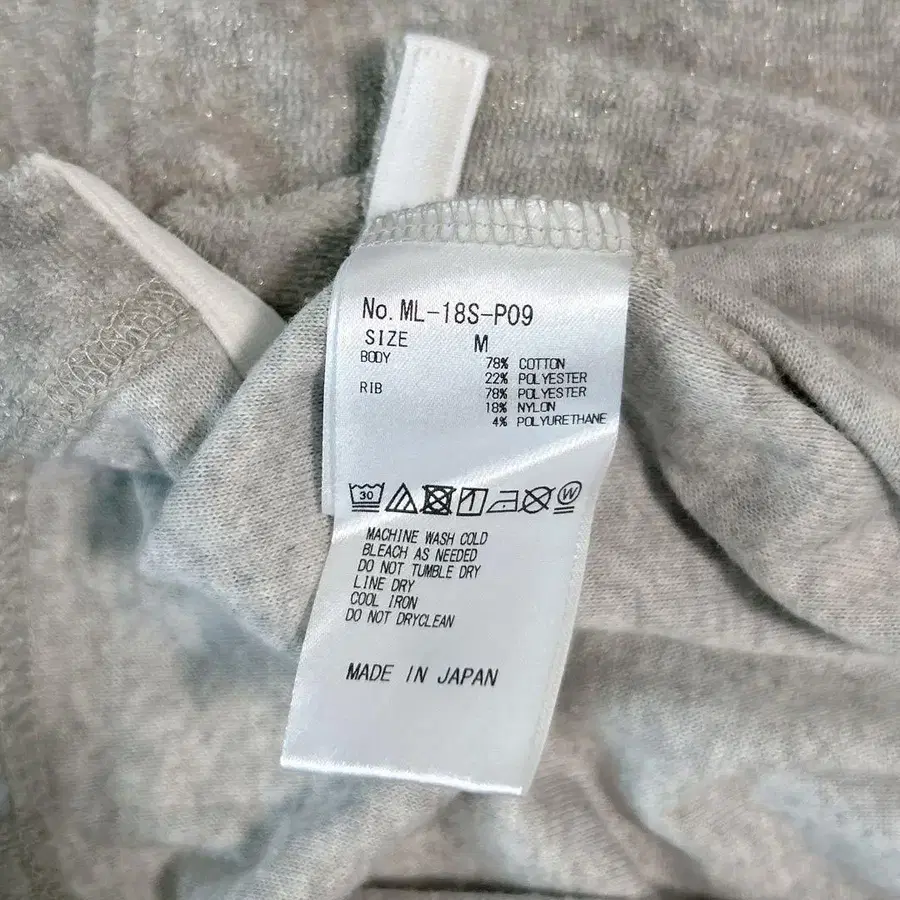 No. ML-18S-P09
SIZE M
BODY 78% COTTON
22% POLYESTER
RIB 78% POLYESTER
18% NYLON
4% POLYURETHANE
30 W
MACHINE WASH COLD
BLEACH AS NEEDED
DO NOT TUMBLE DRY
LINE DRY
COOL IRON
DO NOT DRYCLEAN
MADE IN JAPAN